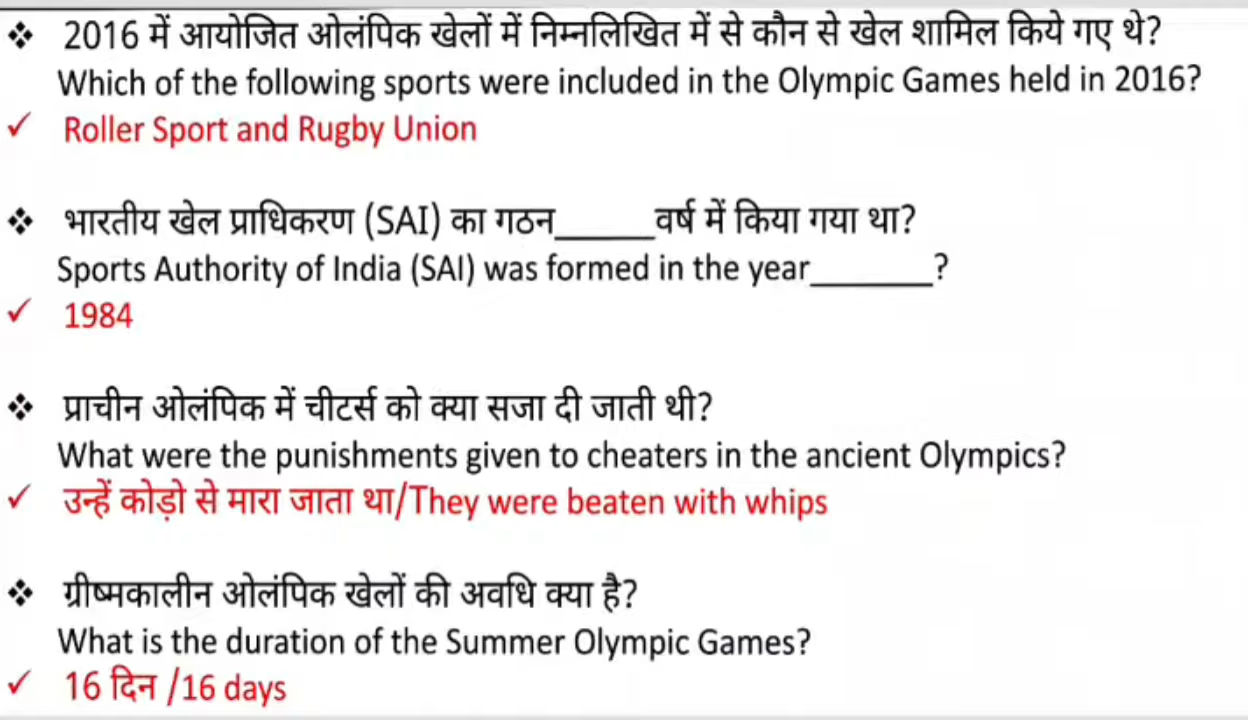 ❖ 2016 में आयोजित ओलंपिक खेलों में निम्नलिखित में से कौन से खेल शामिल किये गए थे?
Which of the following sports were included in the Olympic Games held in 2016?
✓ Roller Sport and Rugby Union
❖ भारतीय खेल प्राधिकरण (SAI) का गठन______वर्ष में किया गया था?
Sports Authority of India (SAI) was formed in the year_______?
✓ 1984
❖ प्राचीन ओलंपिक में चीटर्स को क्या सजा दी जाती थी?
What were the punishments given to cheaters in the ancient Olympics?
✓ उन्हें कोड़ो से मारा जाता था/They were beaten with whips
❖ ग्रीष्मकालीन ओलंपिक खेलों की अवधि क्या है?
What is the duration of the Summer Olympic Games?
✓ 16 दिन /16 days